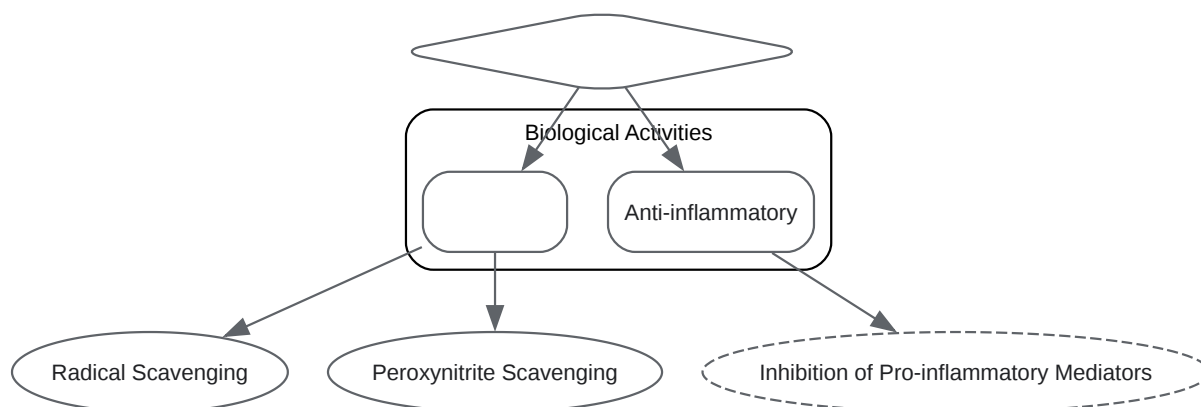 Biological Activities
Anti-inflammatory
Radical Scavenging
Peroxynitrite Scavenging
Inhibition of Pro-inflammatory Mediators